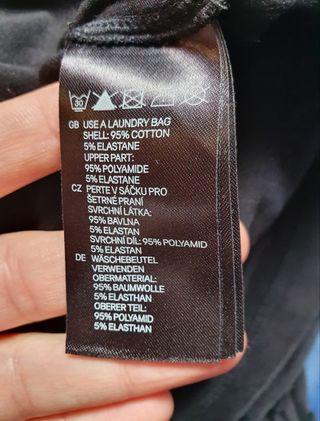 30
GB USE A LAUNDRY BAG
SHELL: 95% COTTON
5% ELASTANE
UPPER PART:
95% POLYAMIDE
5% ELASTANE
CZ PERTE V SÁČKU PRO
ŠETRNÉ PRANÍ
SVRCHNÍ LÁTKA:
95% BAVLNA
5% ELASTAN
SVRCHNÍ DÍL: 95% POLYAMID
5% ELASTAN
DE WÄSCHEBEUTEL
VERWENDEN
OBERMATERIAL:
95% BAUMWOLLE
5% ELASTHAN
OBERER TEIL:
95% POLYAMID
5% ELASTHAN